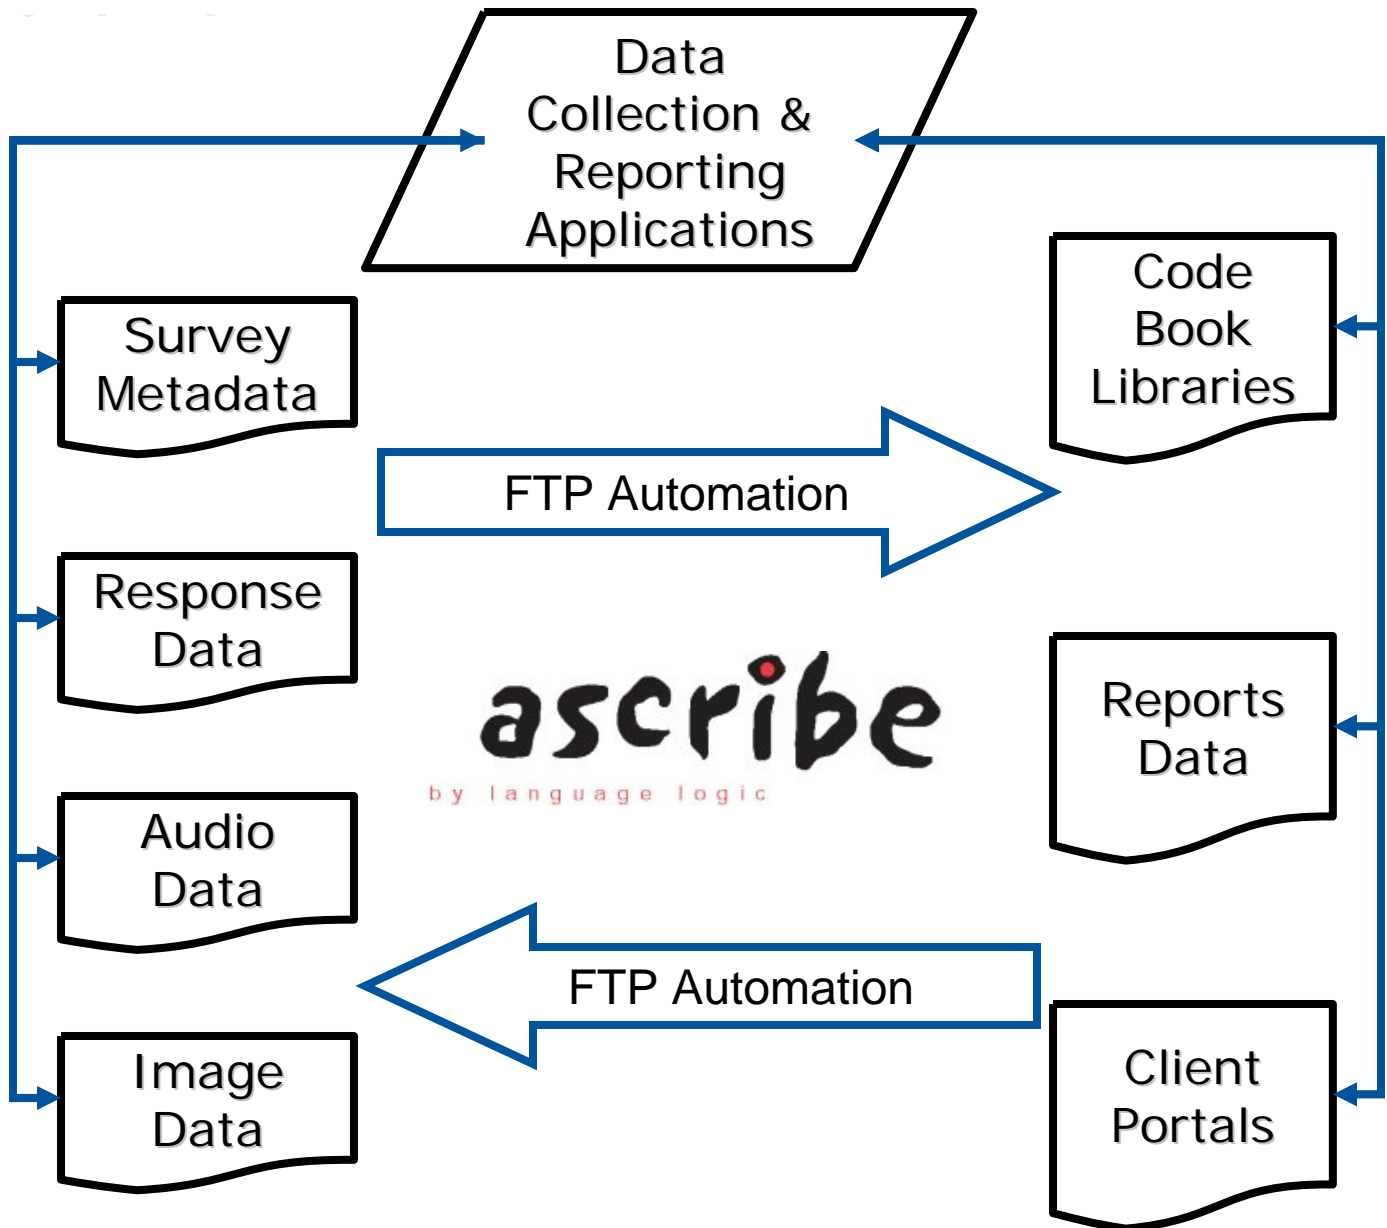 Data
Collection &
Reporting
Applications
Survey
Metadata
Code
Book
Libraries
FTP Automation
Response
Data
ascribe
by language logic
Reports
Data
Audio
Data
FTP Automation
Image
Data
Client
Portals